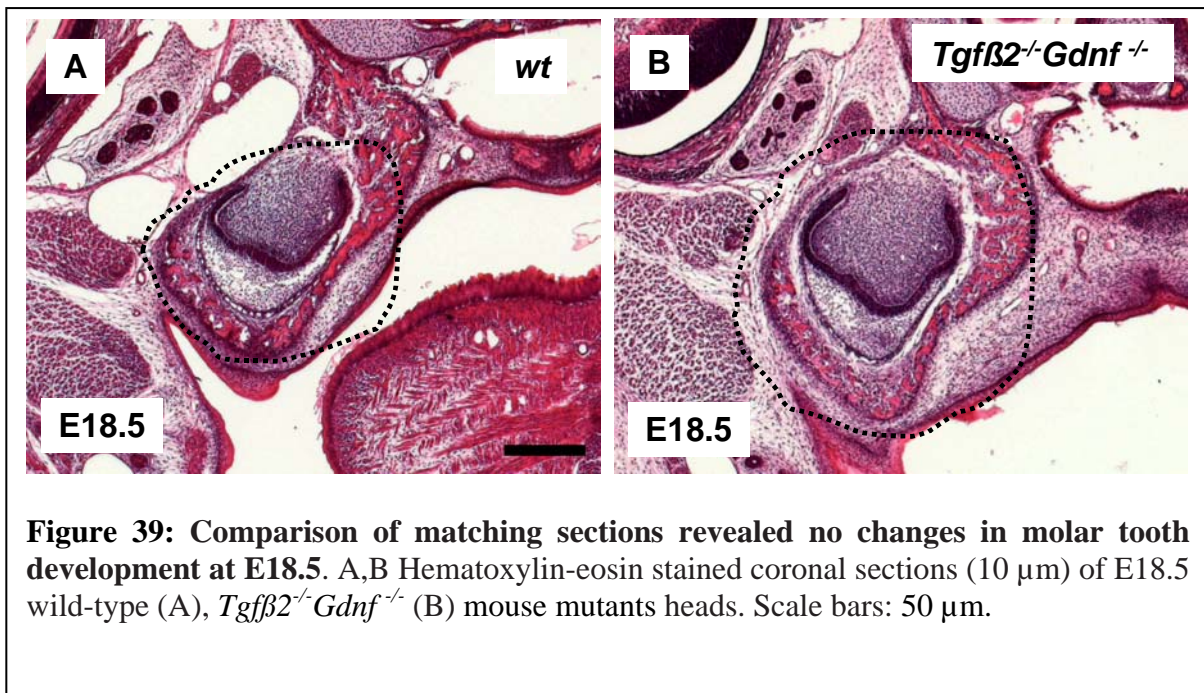 A
wt
B
Tgfß2-/-Gdnf -/-
E18.5
E18.5
Figure 39: Comparison of matching sections revealed no changes in molar tooth
development at E18.5. A,B Hematoxylin-eosin stained coronal sections (10 µm) of E18.5
wild-type (A), Tgfß2-/-Gdnf -/- (B) mouse mutants heads. Scale bars: 50 µm.